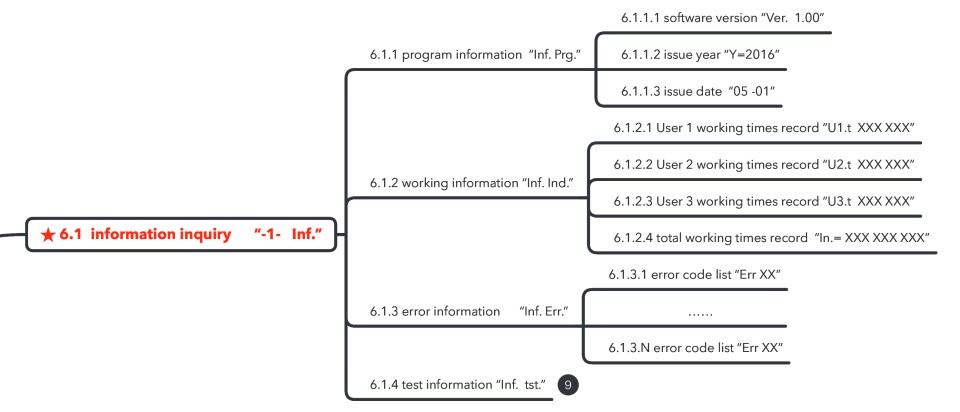 ★ 6.1 information inquiry “-1- Inf.”
6.1.1 program information “Inf. Prg.”
6.1.1.1 software version “Ver. 1.00”
6.1.1.2 issue year “Y=2016”
6.1.1.3 issue date “05 -01”
6.1.2 working information “Inf. Ind.”
6.1.2.1 User 1 working times record “U1.t XXX XXX”
6.1.2.2 User 2 working times record “U2.t XXX XXX”
6.1.2.3 User 3 working times record “U3.t XXX XXX”
6.1.2.4 total working times record “In.= XXX XXX XXX”
6.1.3 error information “Inf. Err.”
6.1.3.1 error code list “Err XX”
……
6.1.3.N error code list “Err XX”
6.1.4 test information “Inf. tst.” 9